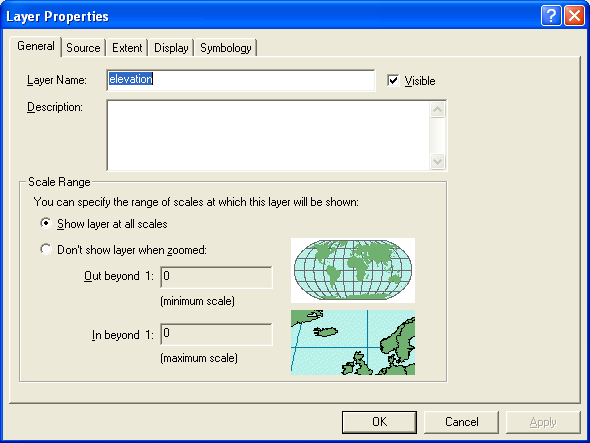 Layer Properties
General Source Extent Display Symbology
Layer Name: elevation Visible
Description:
Scale Range
You can specify the range of scales at which this layer will be shown:
Show layer at all scales
Don't show layer when zoomed:
Out beyond 1: 0
(minimum scale)
In beyond 1: 0
(maximum scale)
OK Cancel Apply